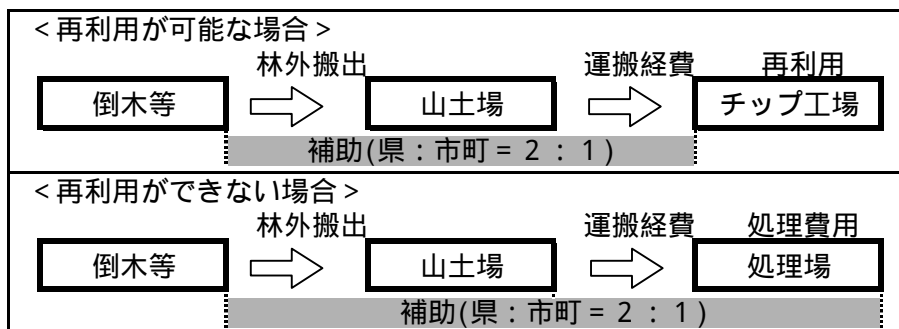 ＜再利用が可能な場合＞
林外搬出 運搬経費 再利用
倒木等 山土場 チップ工場
補助(県：市町＝２：１)
＜再利用ができない場合＞
林外搬出 運搬経費 処理費用
倒木等 山土場 処理場
補助(県：市町＝２：１)